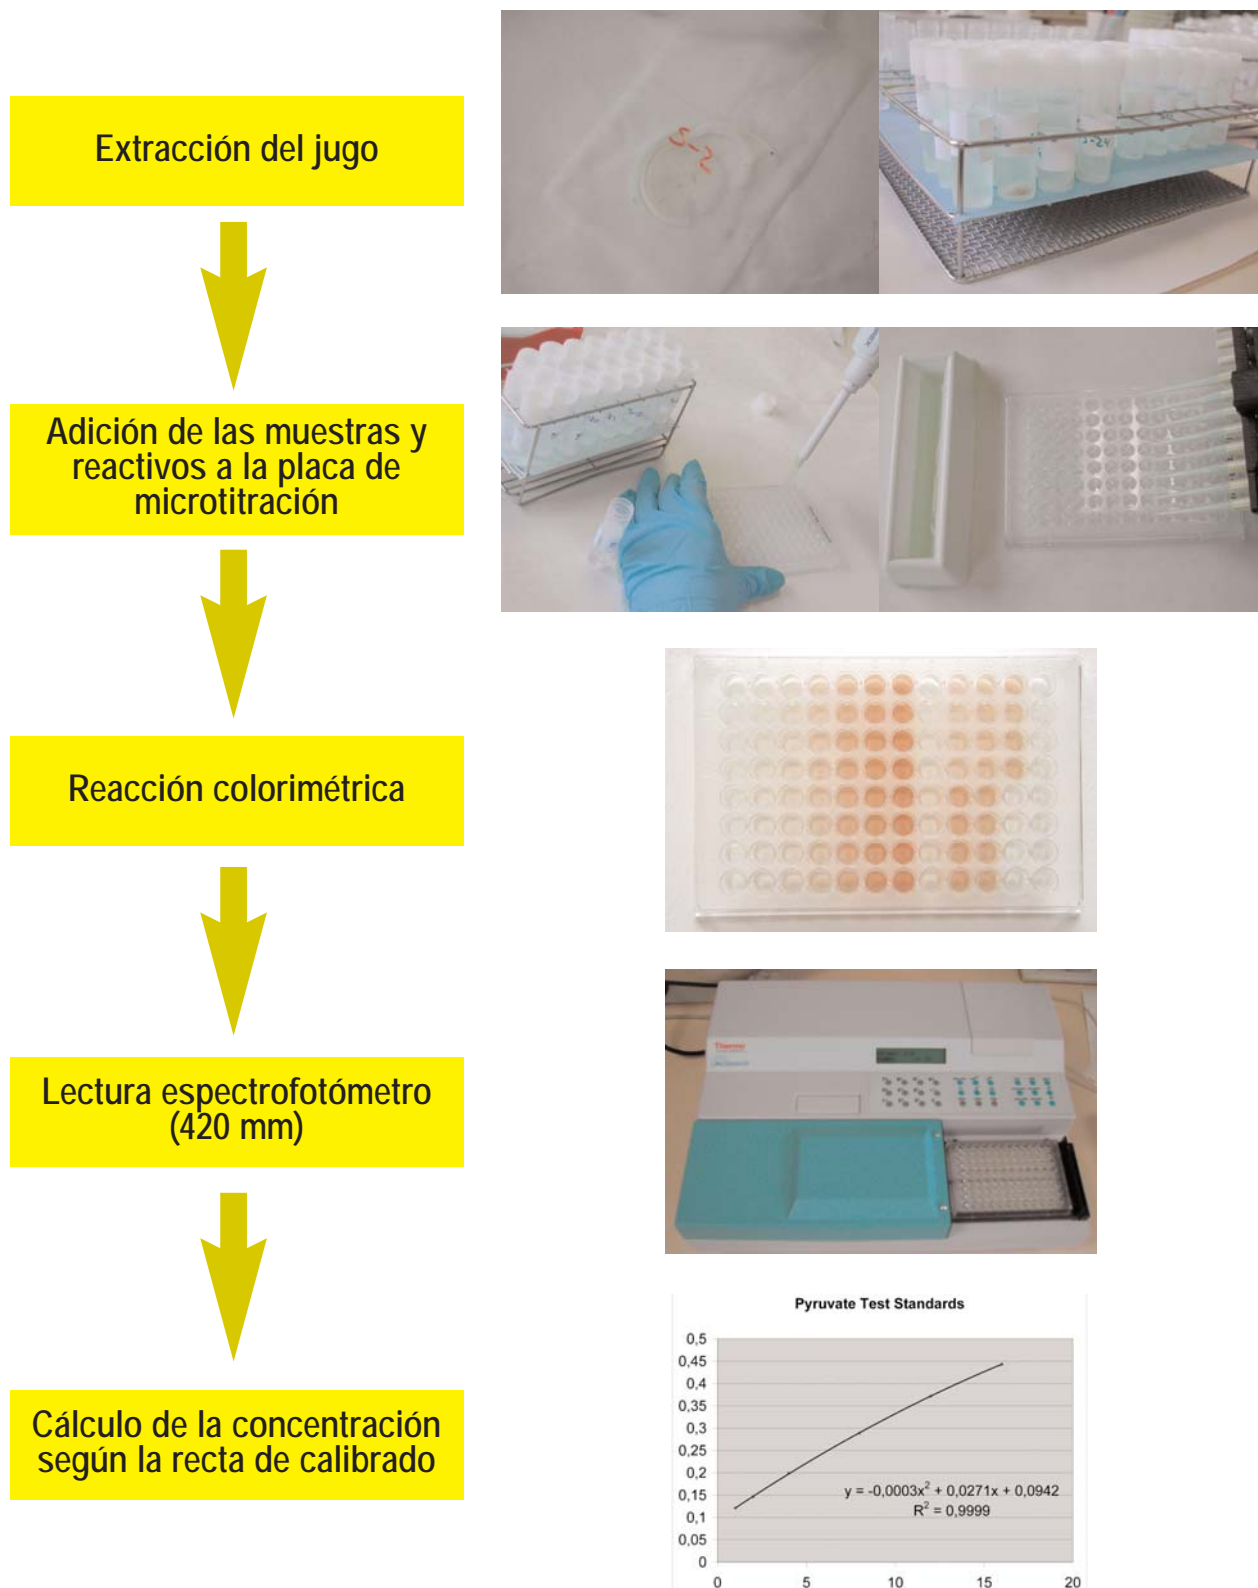 Extracción del jugo
S-2
S-24
Adición de las muestras y
reactivos a la placa de
microtitración
Reacción colorimétrica
Lectura espectrofotómetro
(420 mm)
Thermo
Cálculo de la concentración
según la recta de calibrado
Pyruvate Test Standards
0,5
0,45
0,4
0,35
0,3
0,25
0,2
0,15
0,1
0,05
0
y = -0,0003x² + 0,0271x + 0,0942
R² = 0,9999
0 5 10 15 20